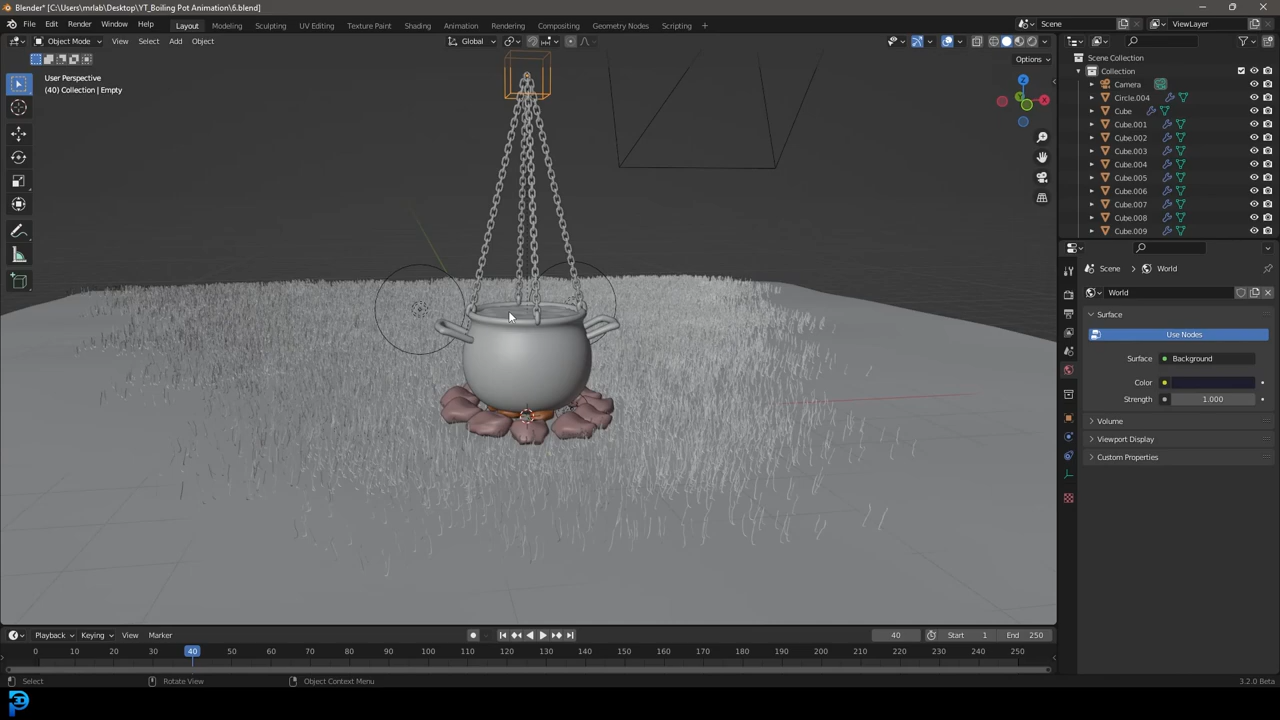 Blender* [C:\Users\mrlab\Desktop\YT_Boiling Pot Animation\6.blend]
File Edit Render Window Help Layout Modeling Sculpting UV Editing Texture Paint Shading Animation Rendering Compositing Geometry Nodes Scripting + Scene ViewLayer
Object Mode View Select Add Object Global
Options
User Perspective
(40) Collection | Empty
Z
X
Y
Scene Collection
Collection
Camera
Circle.004
Cube
Cube.001
Cube.002
Cube.003
Cube.004
Cube.005
Cube.006
Cube.007
Cube.008
Cube.009
Scene > World
World
Surface
Use Nodes
Surface Background
Color
Strength 1.000
Volume
Viewport Display
Custom Properties
Playback Keying View Marker 40 Start 1 End 250
0 10 20 30 40 50 60 70 80 90 100 110 120 130 140 150 160 170 180 190 200 210 220 230 240 250
Select Rotate View Object Context Menu 3.2.0 Beta